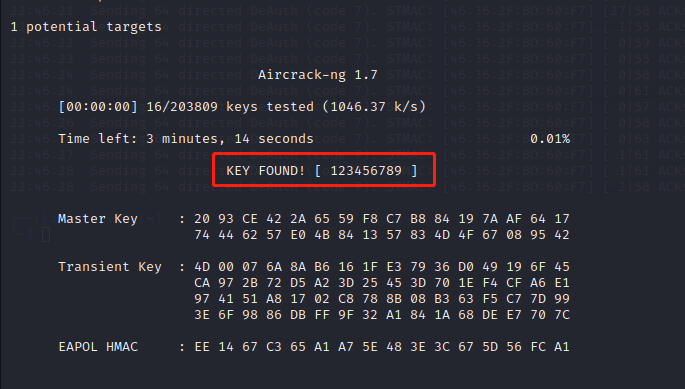 1 potential targets
Aircrack-ng 1.7
[00:00:00] 16/203809 keys tested (1046.37 k/s)
Time left: 3 minutes, 14 seconds 0.01%
KEY FOUND! [ 123456789 ]
Master Key : 20 93 CE 42 2A 65 59 F8 C7 B8 84 19 7A AF 64 17
74 44 62 57 E0 4B 84 13 57 83 4D 4F 67 08 95 42
Transient Key : 4D 00 07 6A 8A B6 16 1F E3 79 36 D0 49 19 6F 45
CA 97 2B 72 D5 A2 3D 25 45 3D 70 1E F4 CF A6 E1
97 41 51 A8 17 02 C8 78 8B 08 B3 63 F5 C7 7D 99
3E 6F 98 86 DB FF 9F 32 A1 84 1A 68 DE E7 70 7C
EAPOL HMAC : EE 14 67 C3 65 A1 A7 5E 48 3E 3C 67 5D 56 FC A1